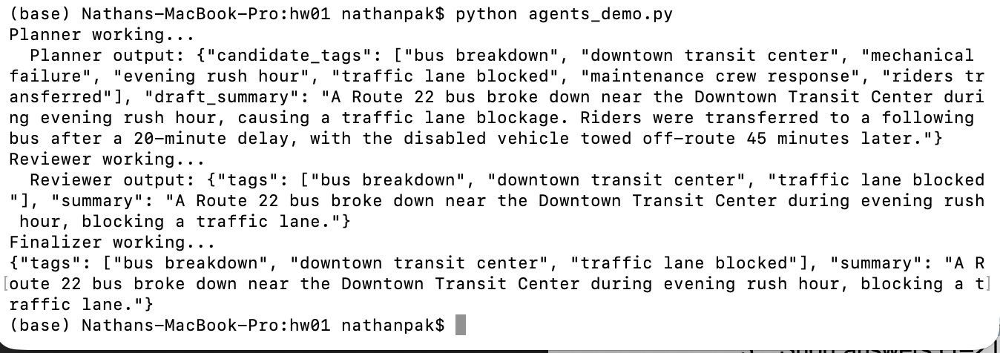 (base) Nathans-MacBook-Pro:hw01 nathanpak$ python agents_demo.py
Planner working...
  Planner output: {"candidate_tags": ["bus breakdown", "downtown transit center", "mechanical
failure", "evening rush hour", "traffic lane blocked", "maintenance crew response", "riders tr
ansferred"], "draft_summary": "A Route 22 bus broke down near the Downtown Transit Center duri
ng evening rush hour, causing a traffic lane blockage. Riders were transferred to a following
bus after a 20-minute delay, with the disabled vehicle towed off-route 45 minutes later."}
Reviewer working...
  Reviewer output: {"tags": ["bus breakdown", "downtown transit center", "traffic lane blocked
"], "summary": "A Route 22 bus broke down near the Downtown Transit Center during evening rush
 hour, blocking a traffic lane."}
Finalizer working...
{"tags": ["bus breakdown", "downtown transit center", "traffic lane blocked"], "summary": "A R
[oute 22 bus broke down near the Downtown Transit Center during evening rush hour, blocking a t]
raffic lane."}
(base) Nathans-MacBook-Pro:hw01 nathanpak$